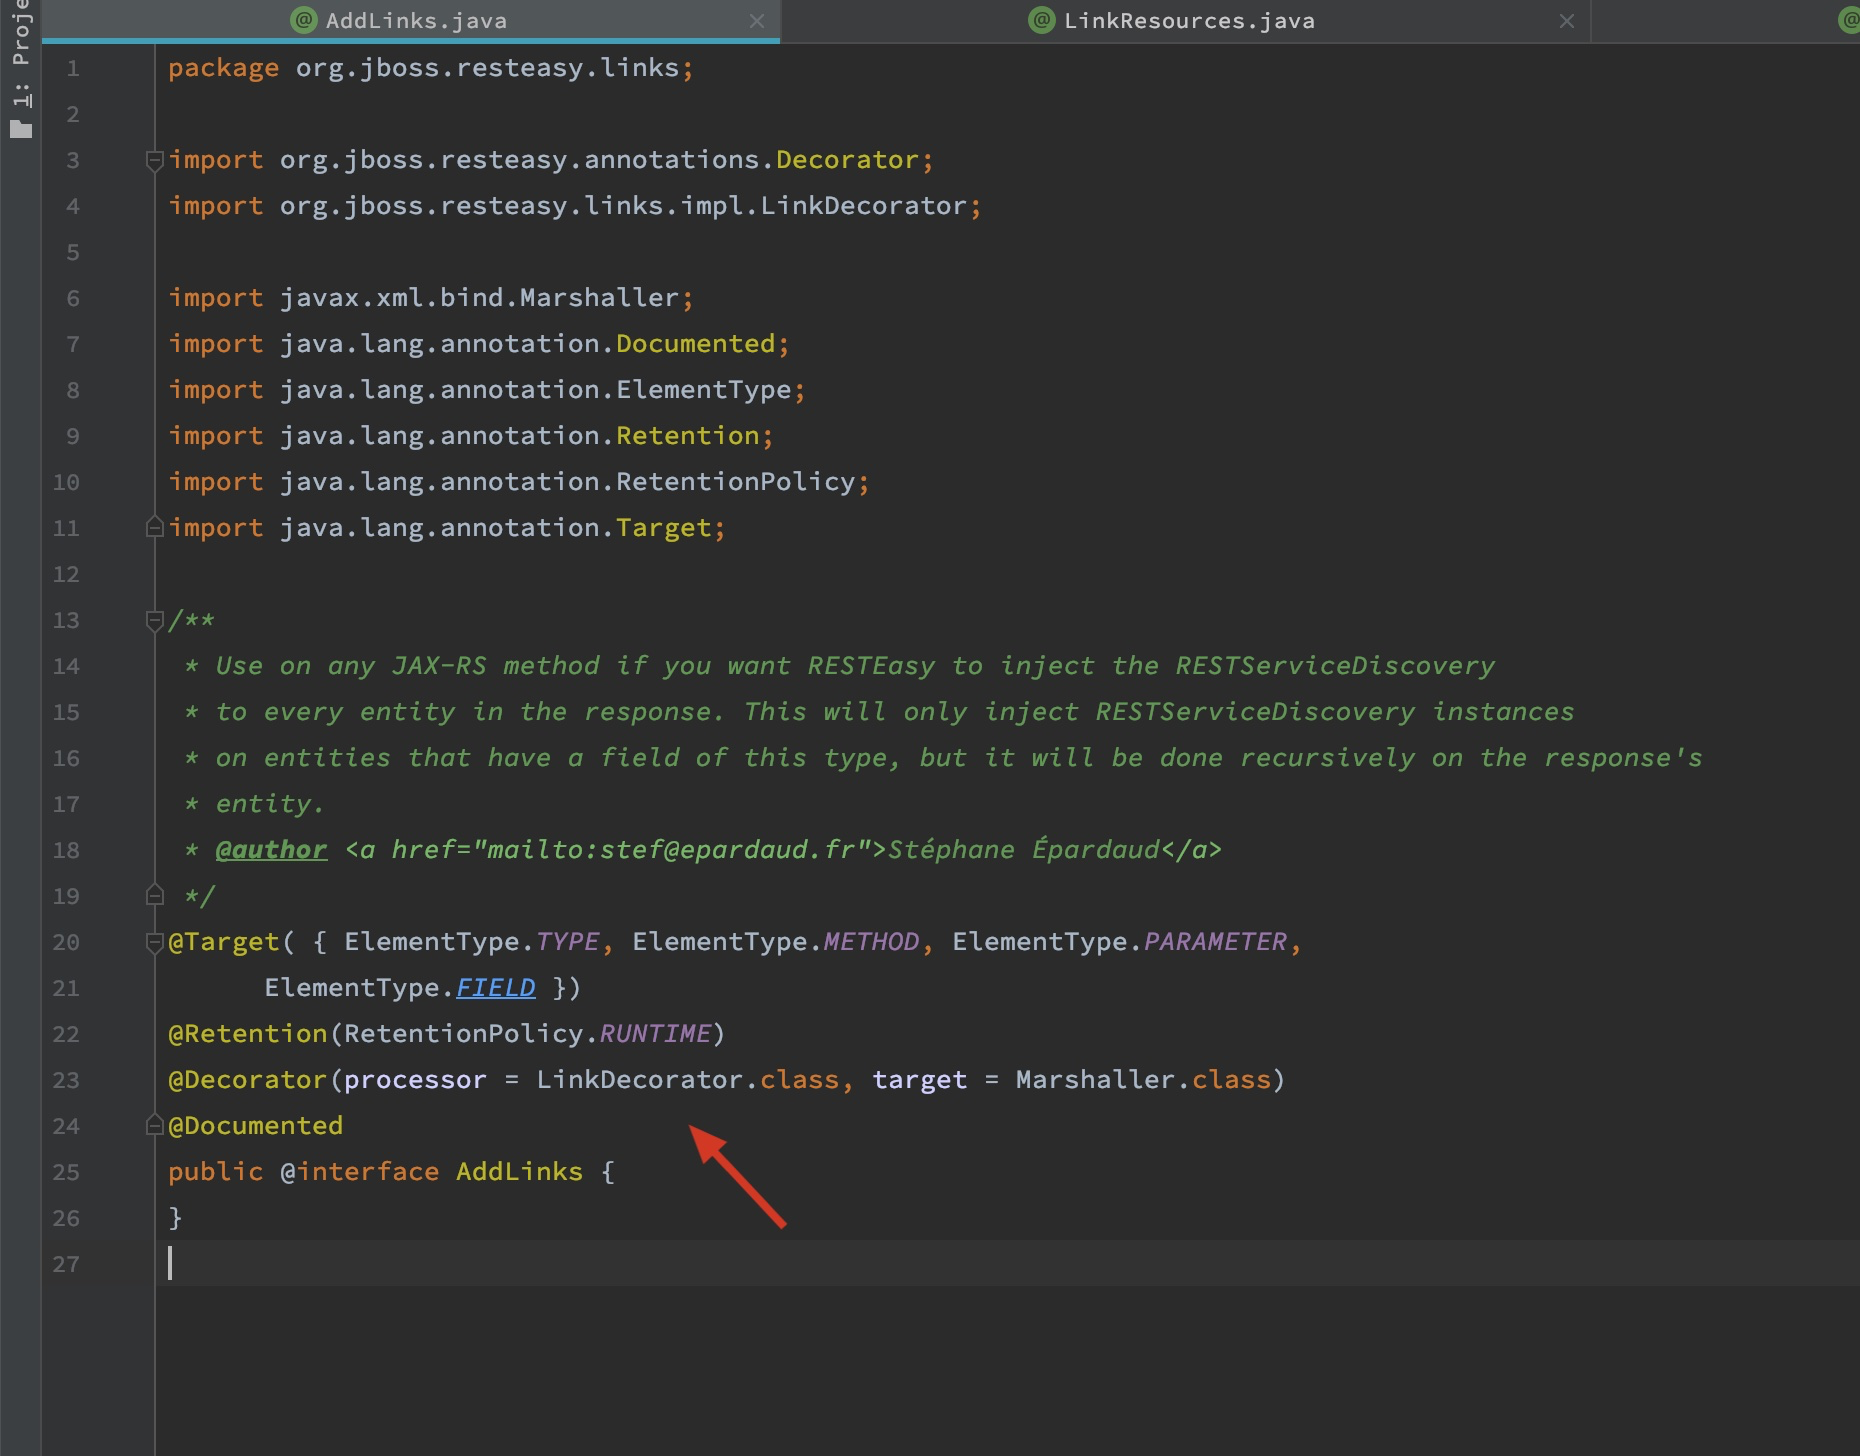 AddLinks.java
LinkResources.java
1: Proje
1 package org.jboss.resteasy.links;
2
3 import org.jboss.resteasy.annotations.Decorator;
4 import org.jboss.resteasy.links.impl.LinkDecorator;
5
6 import javax.xml.bind.Marshaller;
7 import java.lang.annotation.Documented;
8 import java.lang.annotation.ElementType;
9 import java.lang.annotation.Retention;
10 import java.lang.annotation.RetentionPolicy;
11 import java.lang.annotation.Target;
12
13 /**
14  * Use on any JAX-RS method if you want RESTEasy to inject the RESTServiceDiscovery
15  * to every entity in the response. This will only inject RESTServiceDiscovery instances
16  * on entities that have a field of this type, but it will be done recursively on the response's
17  * entity.
18  * @author <a href="mailto:stef@epardaud.fr">Stéphane Épardaud</a>
19  */
20 @Target( { ElementType.TYPE, ElementType.METHOD, ElementType.PARAMETER,
21       ElementType.FIELD })
22 @Retention(RetentionPolicy.RUNTIME)
23 @Decorator(processor = LinkDecorator.class, target = Marshaller.class)
24 @Documented
25 public @interface AddLinks {
26 }
27